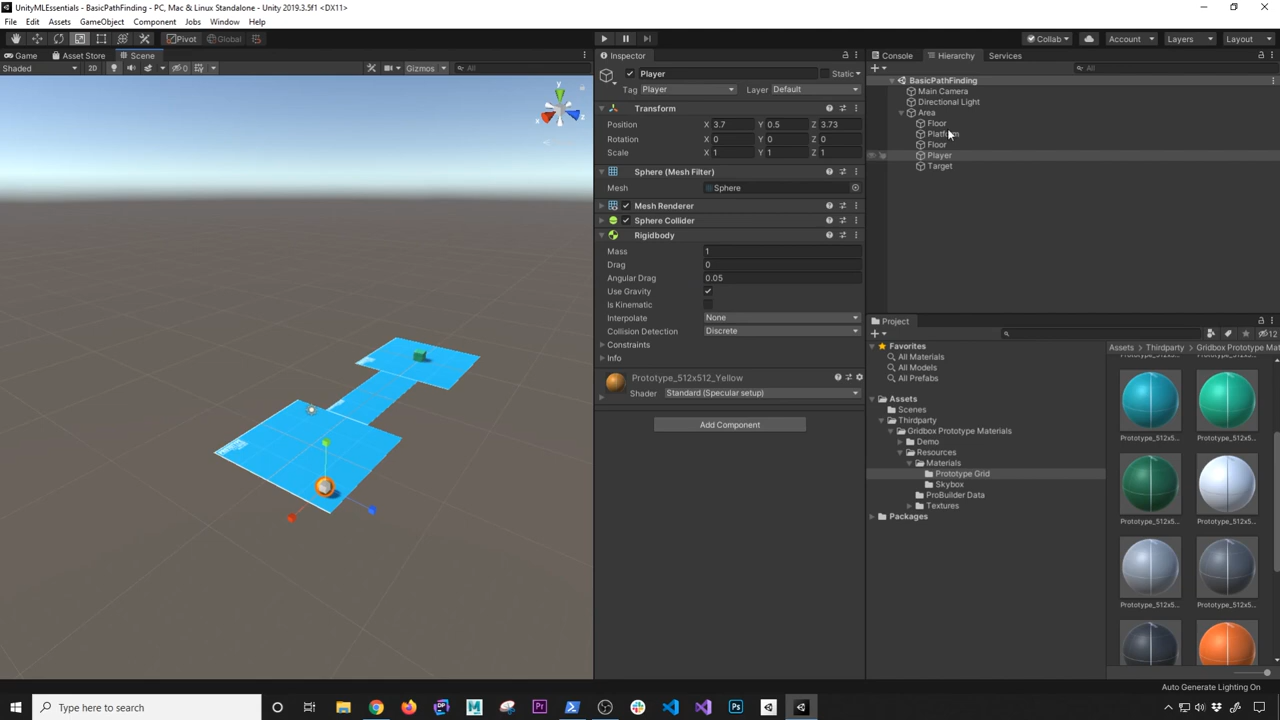 UnityMLEssentials - BasicPathFinding - PC, Mac & Linux Standalone - Unity 2019.3.5f1 <DX11>
File Edit Assets GameObject Component Jobs Window Help
Pivot Global Collab Account Layers Layout
Game Asset Store Scene
Shaded 2D 0 Gizmos All
Inspector
Player Static
Tag Player Layer Default
Transform
Position X 3.7 Y 0.5 Z 3.73
Rotation X 0 Y 0 Z 0
Scale X 1 Y 1 Z 1
Sphere (Mesh Filter)
Mesh Sphere
Mesh Renderer
Sphere Collider
Rigidbody
Mass 1
Drag 0
Angular Drag 0.05
Use Gravity
Is Kinematic
Interpolate None
Collision Detection Discrete
Constraints
Info
Prototype_512x512_Yellow
Shader Standard (Specular setup)
Add Component
Console Hierarchy Services
All
BasicPathFinding
Main Camera
Directional Light
Area
Floor
Platform
Floor
Player
Target
Project
12
Favorites
All Materials
All Models
All Prefabs
Assets
Scenes
Thirdparty
Gridbox Prototype Materials
Demo
Resources
Materials
Prototype Grid
Skybox
ProBuilder Data
Textures
Packages
Assets Thirdparty Gridbox Prototype Mat
Prototype_512x5... Prototype_512x5...
Prototype_512x5... Prototype_512x5...
Prototype_512x5... Prototype_512x5...
Auto Generate Lighting On
Type here to search